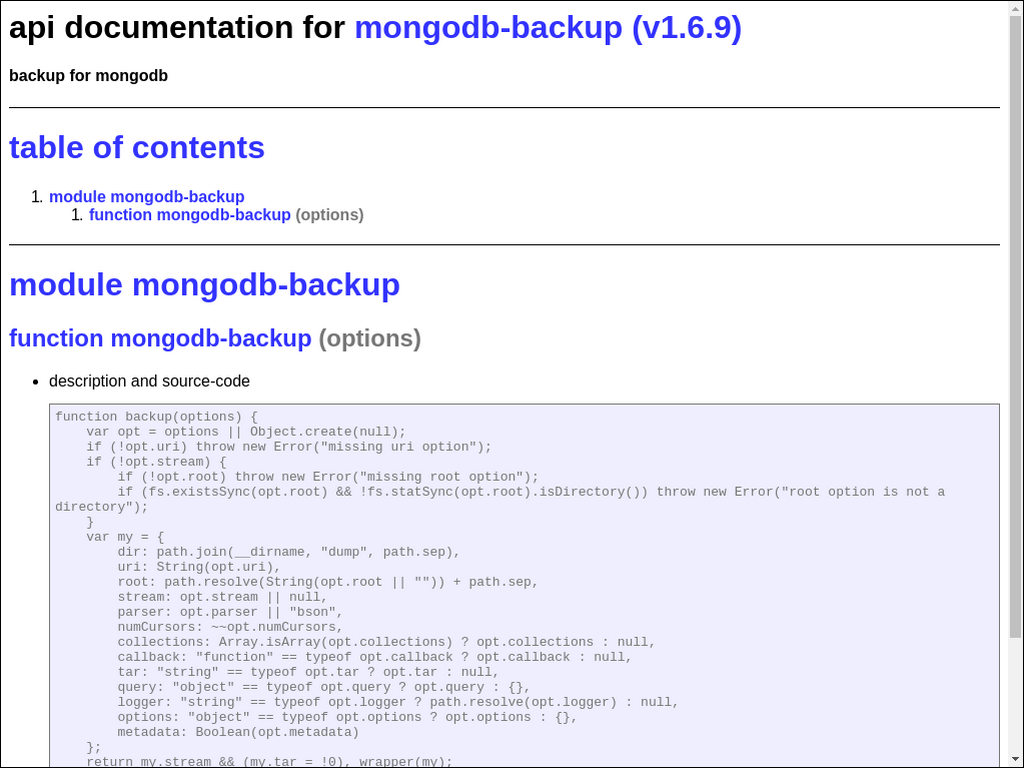 api documentation for mongodb-backup (v1.6.9)
backup for mongodb
table of contents
1. module mongodb-backup
1. function mongodb-backup (options)
module mongodb-backup
function mongodb-backup (options)
• description and source-code
function backup(options) {
    var opt = options || Object.create(null);
    if (!opt.uri) throw new Error("missing uri option");
    if (!opt.stream) {
        if (!opt.root) throw new Error("missing root option");
        if (fs.existsSync(opt.root) && !fs.statSync(opt.root).isDirectory()) throw new Error("root option is not a
directory");
    }
    var my = {
        dir: path.join(__dirname, "dump", path.sep),
        uri: String(opt.uri),
        root: path.resolve(String(opt.root || "")) + path.sep,
        stream: opt.stream || null,
        parser: opt.parser || "bson",
        numCursors: ~~opt.numCursors,
        collections: Array.isArray(opt.collections) ? opt.collections : null,
        callback: "function" == typeof opt.callback ? opt.callback : null,
        tar: "string" == typeof opt.tar ? opt.tar : null,
        query: "object" == typeof opt.query ? opt.query : {},
        logger: "string" == typeof opt.logger ? path.resolve(opt.logger) : null,
        options: "object" == typeof opt.options ? opt.options : {},
        metadata: Boolean(opt.metadata)
    };
    return my.stream && (my.tar = !0), wrapper(my);